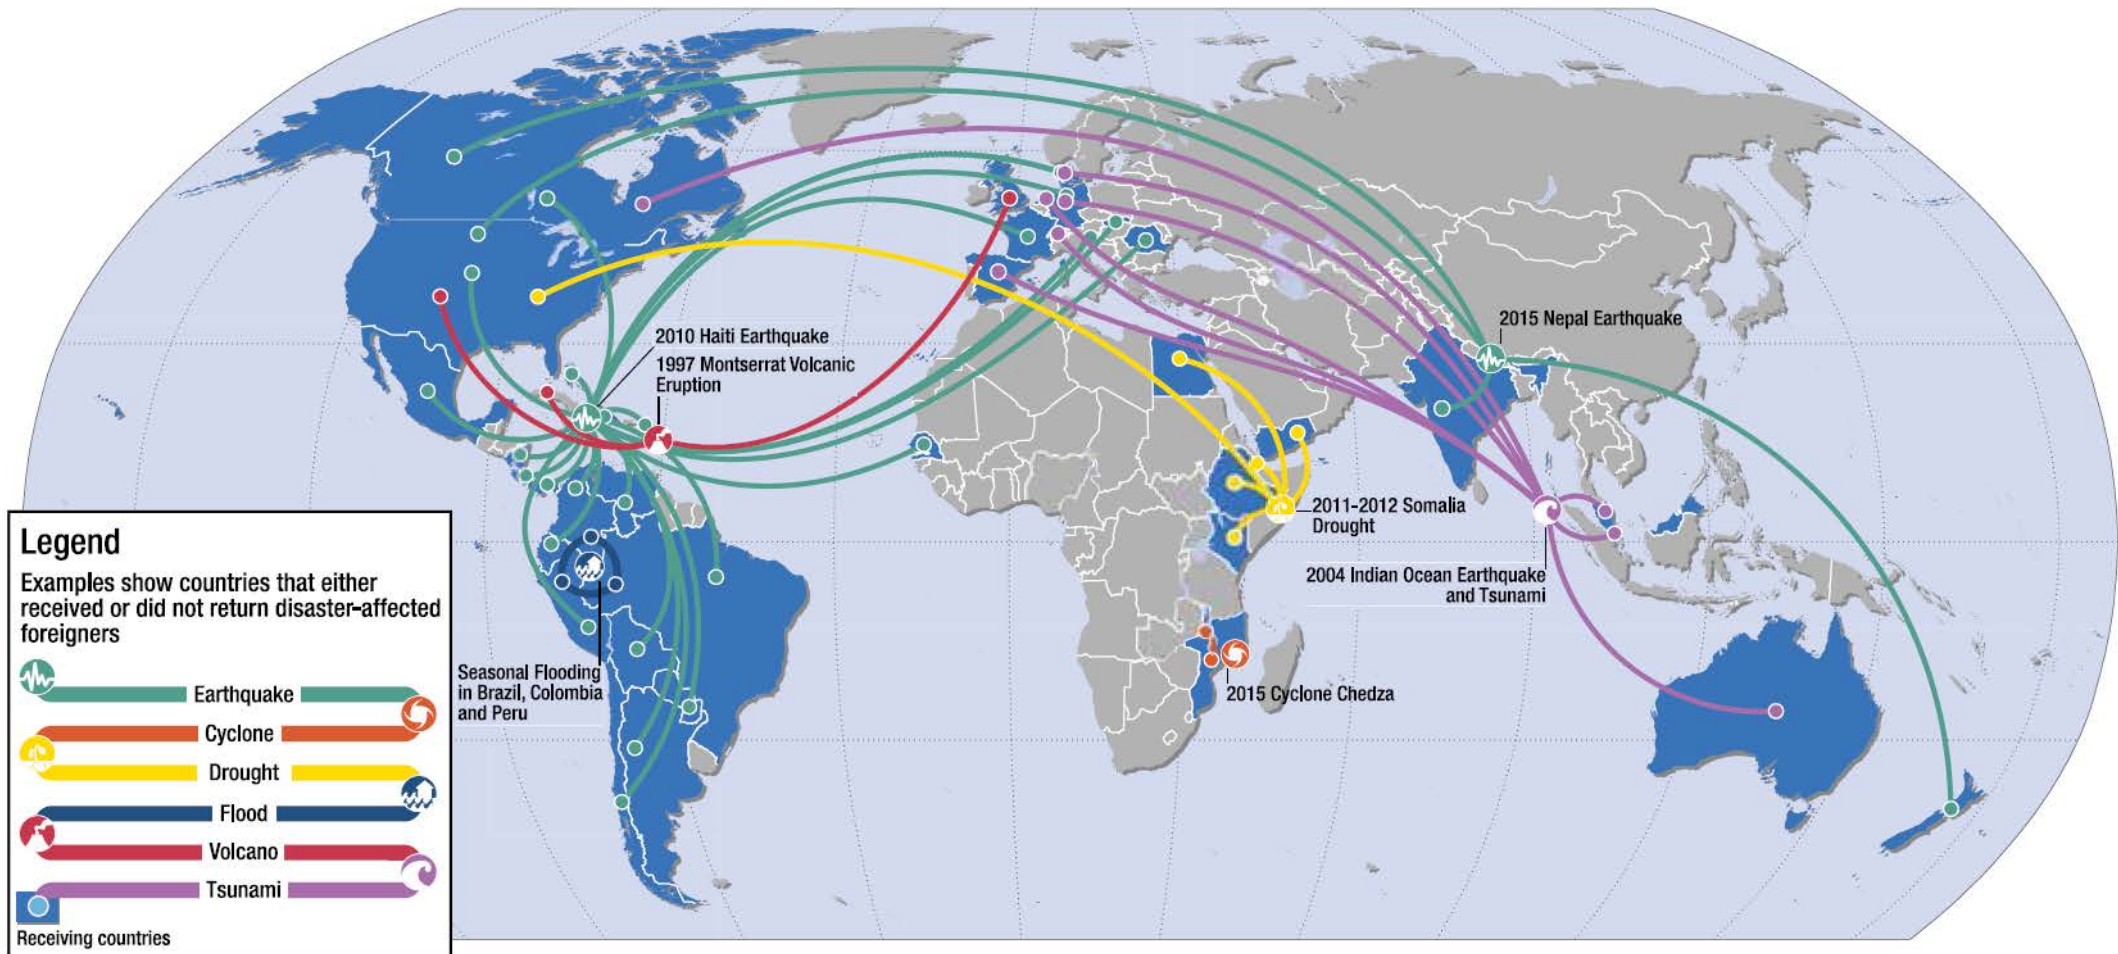 2010 Haiti Earthquake
1997 Montserrat Volcanic
Eruption
2015 Nepal Earthquake
2011-2012 Somalia
Drought
2004 Indian Ocean Earthquake
and Tsunami
Seasonal Flooding
in Brazil, Colombia
and Peru
2015 Cyclone Chedza
Legend
Examples show countries that either
received or did not return disaster-affected
foreigners
Earthquake
Cyclone
Drought
Flood
Volcano
Tsunami
Receiving countries